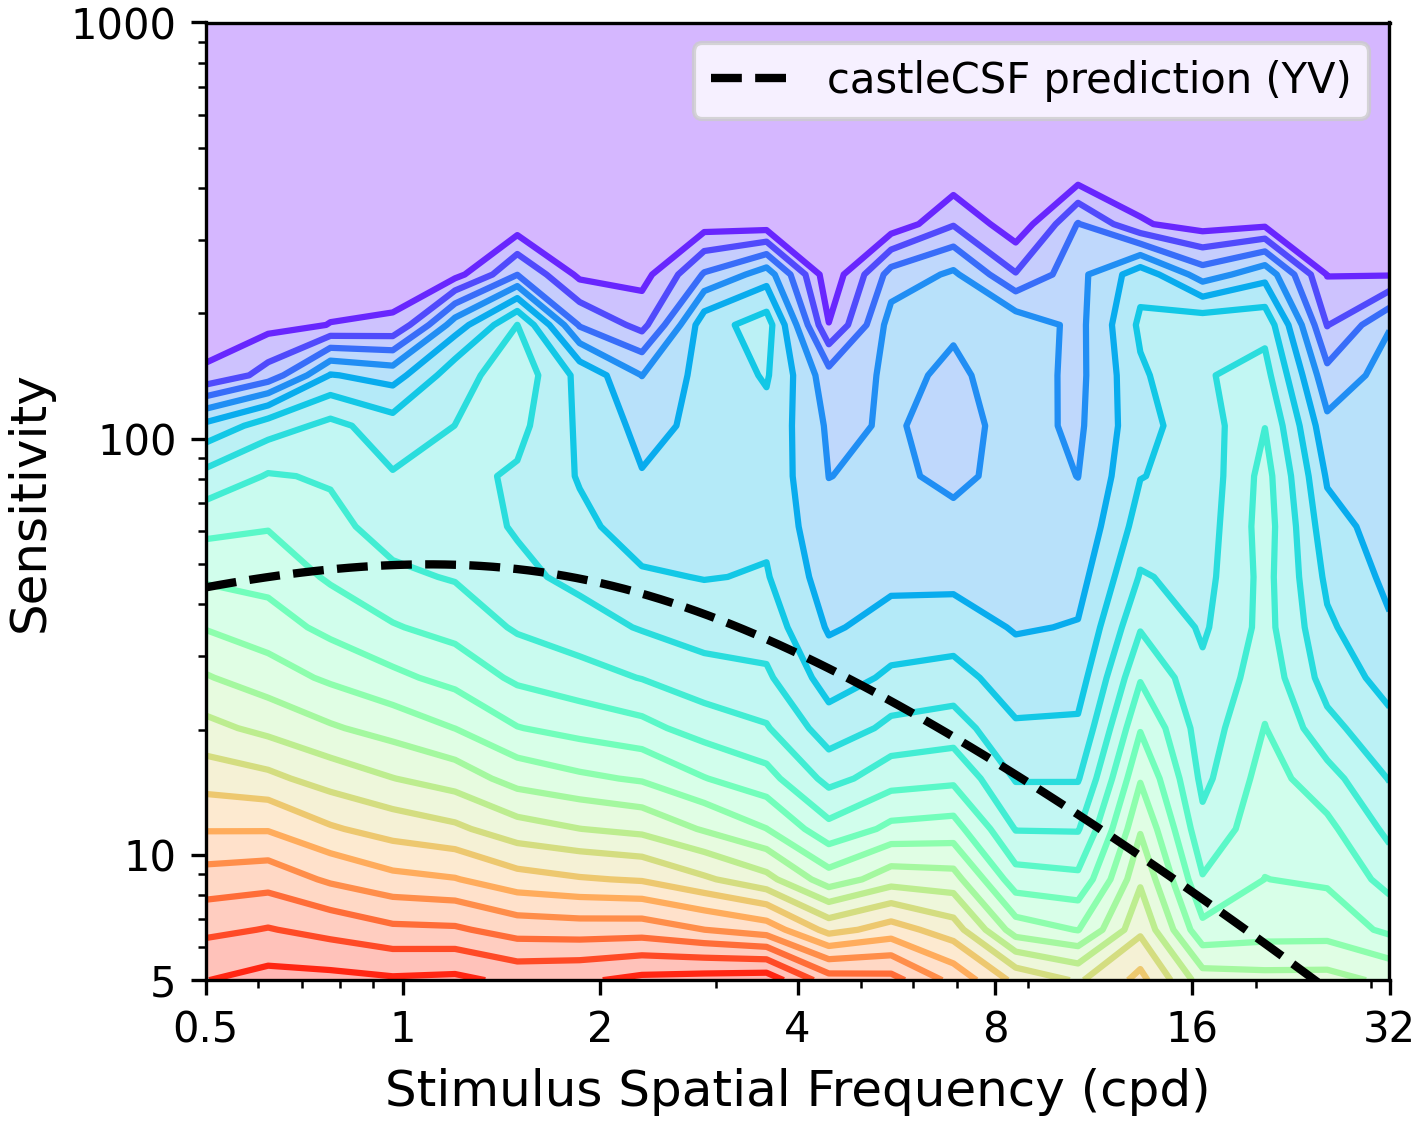 1000
castleCSF prediction (YV)
100
Sensitivity
10
5
0.5 1 2 4 8 16 32
Stimulus Spatial Frequency (cpd)